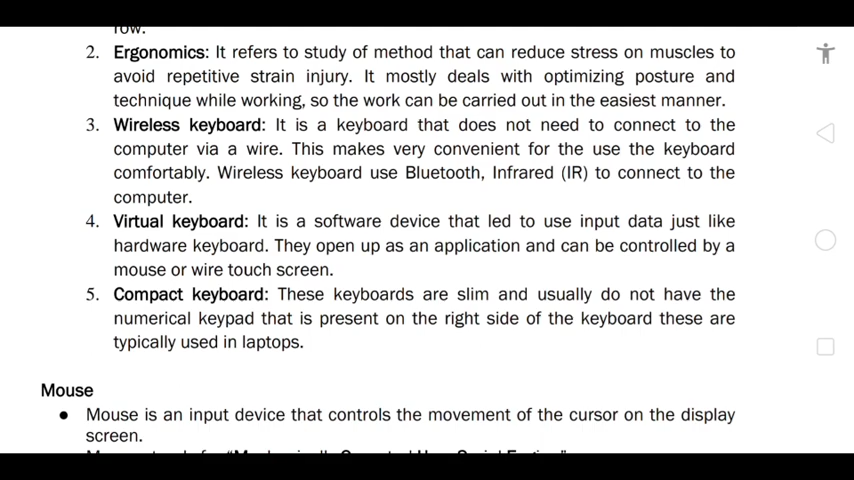 row.
2. Ergonomics: It refers to study of method that can reduce stress on muscles to
avoid repetitive strain injury. It mostly deals with optimizing posture and
technique while working, so the work can be carried out in the easiest manner.
3. Wireless keyboard: It is a keyboard that does not need to connect to the
computer via a wire. This makes very convenient for the use the keyboard
comfortably. Wireless keyboard use Bluetooth, Infrared (IR) to connect to the
computer.
4. Virtual keyboard: It is a software device that led to use input data just like
hardware keyboard. They open up as an application and can be controlled by a
mouse or wire touch screen.
5. Compact keyboard: These keyboards are slim and usually do not have the
numerical keypad that is present on the right side of the keyboard these are
typically used in laptops.
Mouse
● Mouse is an input device that controls the movement of the cursor on the display
screen.